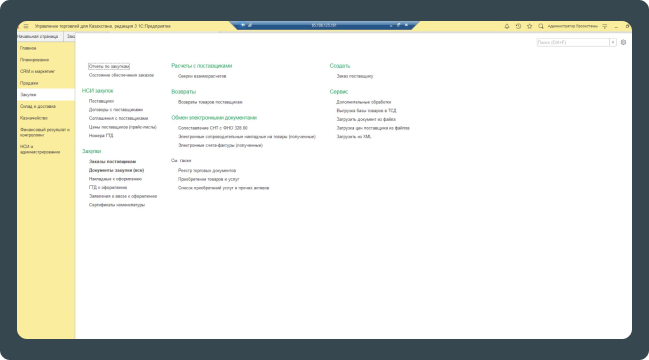 Управление торговлей для Казахстана, редакция 3 1С:Предприятие
Администратор
Начальная страница
Поиск (Ctrl+F)
Главное
Планирование
CRM и маркетинг
Продажи
Закупки
Склад и доставка
Казначейство
Финансовый результат и контроллинг
НСИ и администрирование
Отчеты по закупкам
Состояние обеспечения заказов
НСИ закупок
Поставщики
Договоры с поставщиками
Соглашения с поставщиками
Цены поставщиков (прайс-листы)
Номера ГТД
Закупки
Заказы поставщикам
Документы закупки (все)
Накладные к оформлению
ГТД к оформлению
Заявления о ввозе к оформлению
Сертификаты номенклатуры
Расчеты с поставщиками
Сверки взаиморасчетов
Возвраты
Возвраты товаров поставщикам
Обмен электронными документами
Сопоставление СНТ с ФНО 328.00
Электронные сопроводительные накладные на товары (полученные)
Электронные счета-фактуры (полученные)
См. также
Реестр торговых документов
Приобретение товаров и услуг
Список приобретений услуг и прочих активов
Создать
Заказ поставщику
Сервис
Дополнительные обработки
Выгрузка базы товаров в ТСД
Загрузить документ из файла
Загрузка цен поставщика из файлов
Загрузить из XML